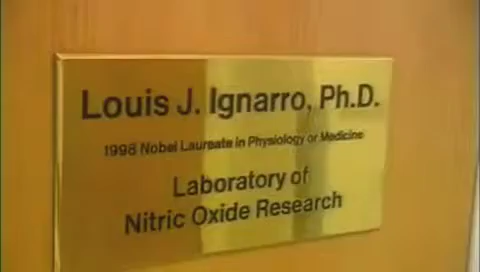 Louis J. Ignarro, Ph.D.
1998 Nobel Laureate in Physiology or Medicine
Laboratory of
Nitric Oxide Research